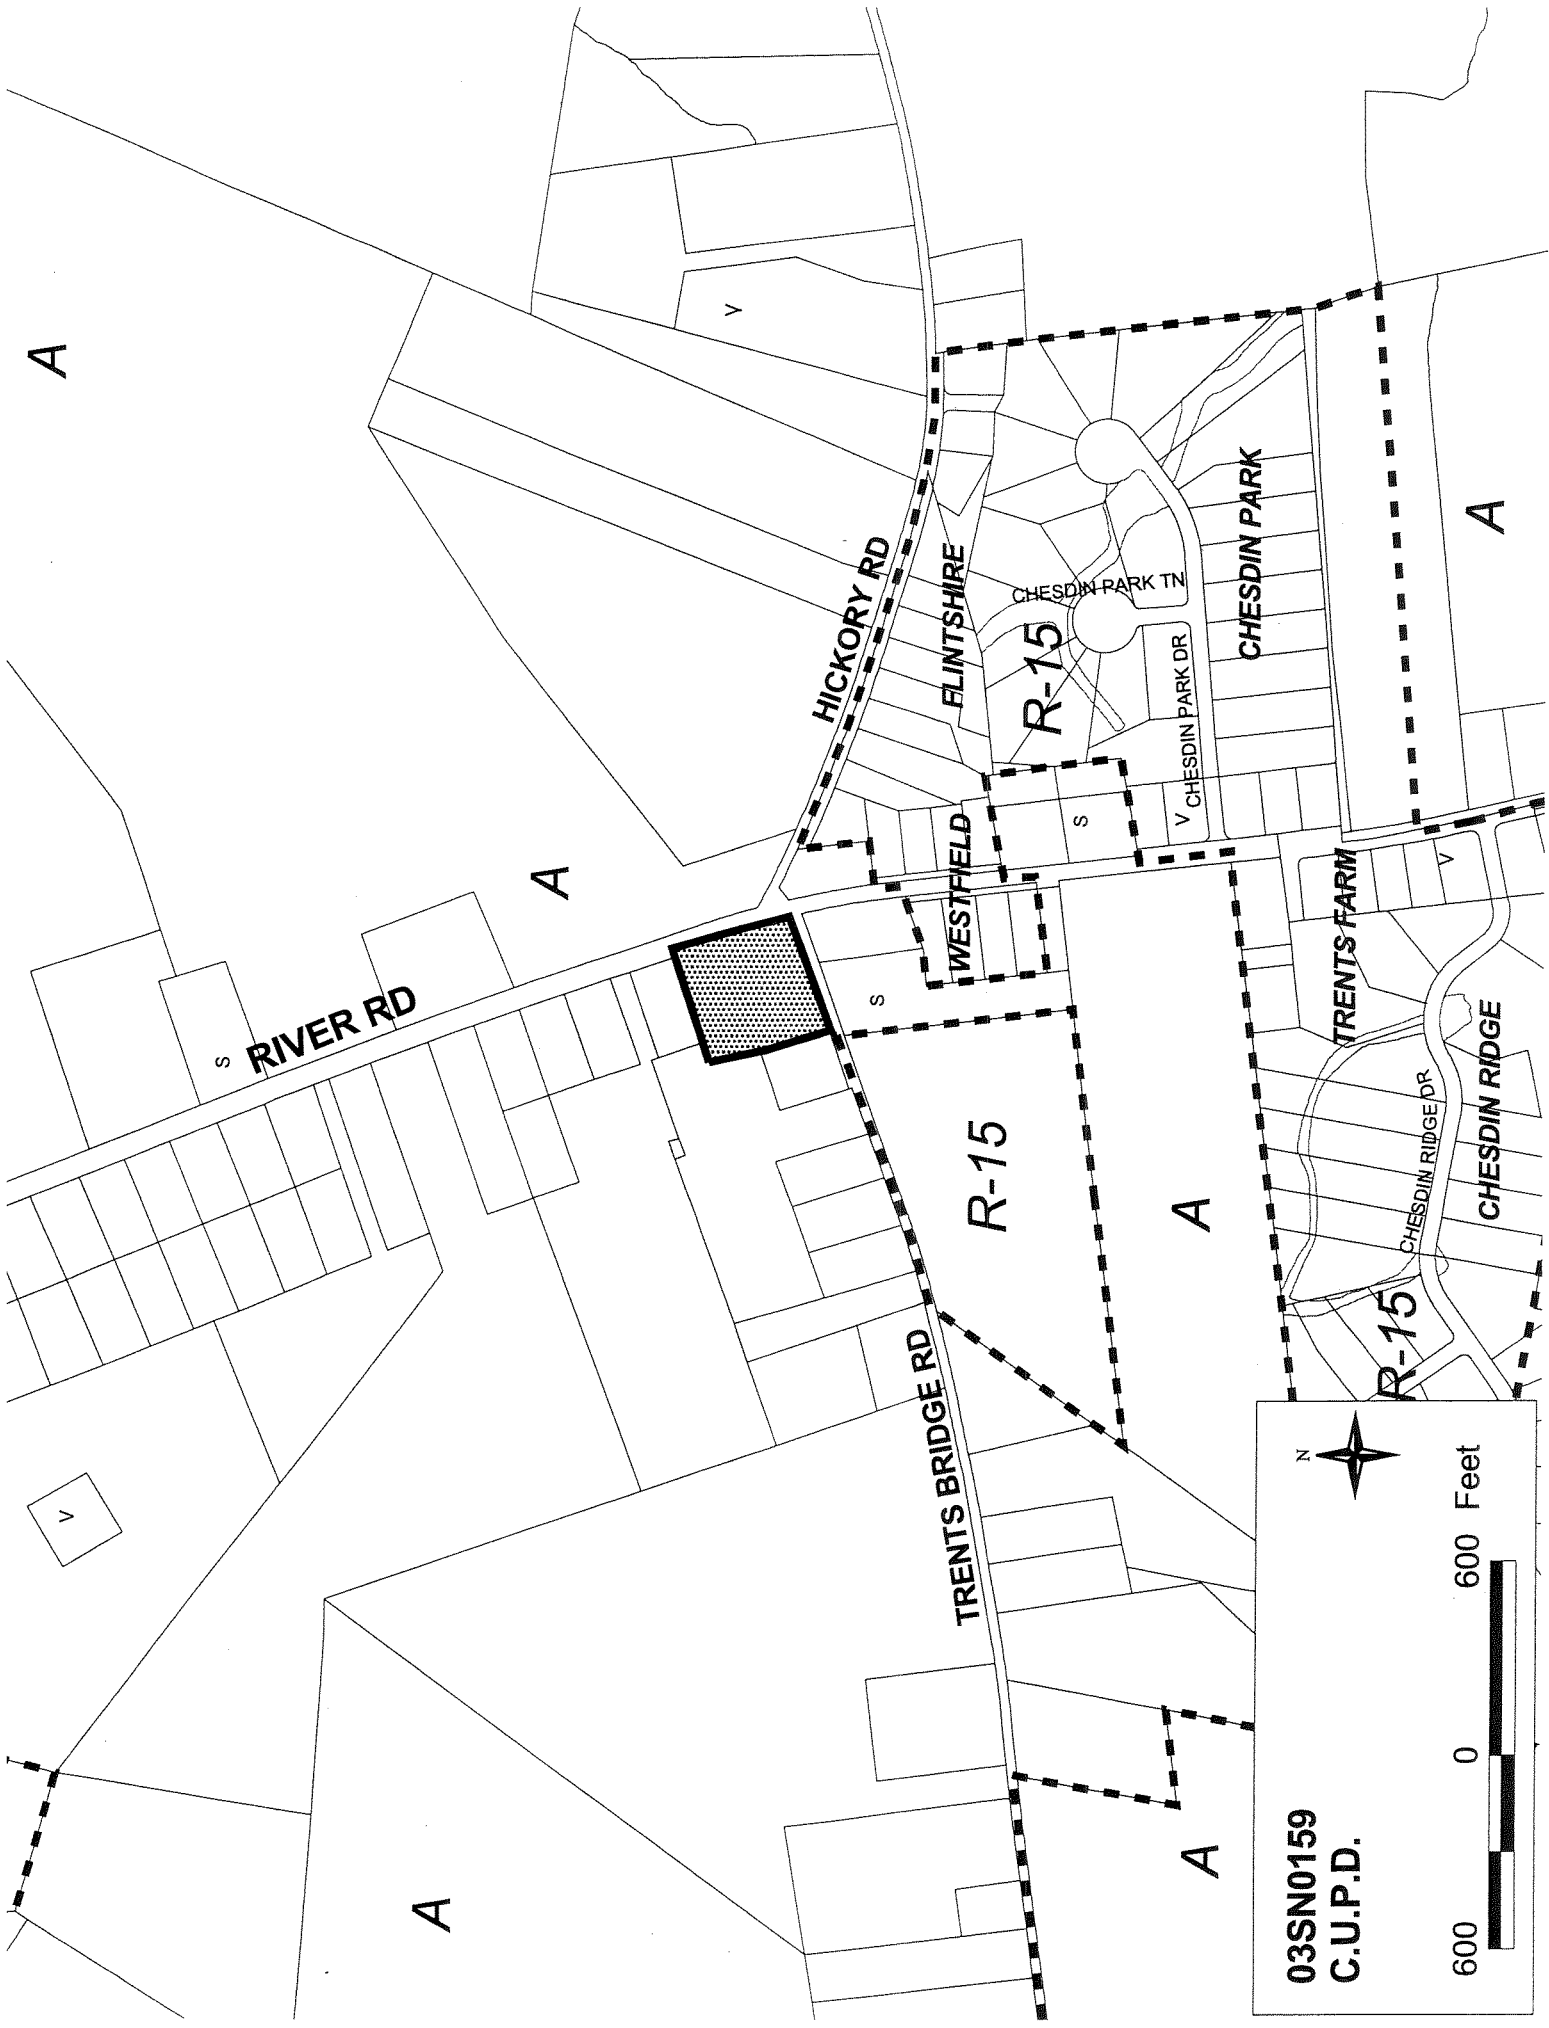 A
V
S
RIVER RD
A
A
V
HICKORY RD
S
TRENTS BRIDGE RD
FLINTSHIRE
WESTFIELD
R-15
R-15
S
CHESDIN PARK TN
V
CHESDIN PARK DR
A
A
CHESDIN PARK
TRENTS FARM
R-15
CHESDIN RIDGE DR
V
A
CHESDIN RIDGE
03SN0159
C.U.P.D.
N
600 0 600 Feet